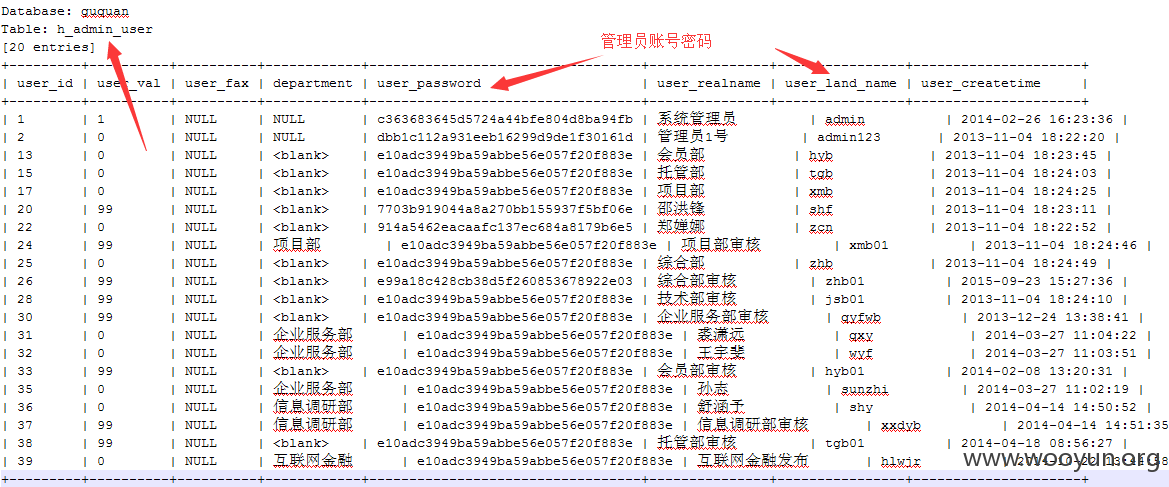 Database: guquan
Table: h_admin_user
[20 entries]
管理员账号密码
| user_id | user_val | user_fax | department | user_password | user_realname | user_land_name | user_createtime |
| 1 | 1 | NULL | NULL | c363683645d5724a44bfe804d8ba94fb | 系统管理员 | admin | 2014-02-26 16:23:36 |
| 2 | 0 | NULL | NULL | dbb1c112a931eeb16299d9de1f30161d | 管理员1号 | admin123 | 2013-11-04 18:22:20 |
| 13 | 0 | NULL | <blank> | e10adc3949ba59abbe56e057f20f883e | 会员部 | hyb | 2013-11-04 18:23:45 |
| 15 | 0 | NULL | <blank> | e10adc3949ba59abbe56e057f20f883e | 托管部 | tgb | 2013-11-04 18:24:03 |
| 17 | 0 | NULL | <blank> | e10adc3949ba59abbe56e057f20f883e | 项目部 | xmb | 2013-11-04 18:24:25 |
| 20 | 99 | NULL | <blank> | 7703b919044a8a270bb155937f5bf06e | 邵洪锋 | shf | 2013-11-04 18:23:11 |
| 22 | 0 | NULL | <blank> | 914a5462eacaafc137ec684a8179b6e5 | 郑婵娜 | zcn | 2013-11-04 18:22:52 |
| 24 | 99 | NULL | 项目部 | e10adc3949ba59abbe56e057f20f883e | 项目部审核 | xmb01 | 2013-11-04 18:24:46 |
| 25 | 0 | NULL | <blank> | e10adc3949ba59abbe56e057f20f883e | 综合部 | zhb | 2013-11-04 18:24:49 |
| 26 | 99 | NULL | <blank> | e99a18c428cb38d5f260853678922e03 | 综合部审核 | zhb01 | 2015-09-23 15:27:36 |
| 28 | 99 | NULL | <blank> | e10adc3949ba59abbe56e057f20f883e | 技术部审核 | jsb01 | 2013-11-04 18:24:10 |
| 30 | 99 | NULL | <blank> | e10adc3949ba59abbe56e057f20f883e | 企业服务部审核 | qyfwb | 2013-12-24 13:38:41 |
| 31 | 0 | NULL | 企业服务部 | e10adc3949ba59abbe56e057f20f883e | 裘潇远 | qxy | 2014-03-27 11:04:22
| 32 | 0 | NULL | 企业服务部 | e10adc3949ba59abbe56e057f20f883e | 王宇斐 | wyf | 2014-03-27 11:03:51 |
| 33 | 99 | NULL | <blank> | e10adc3949ba59abbe56e057f20f883e | 会员部审核 | hyb01 | 2014-02-08 13:20:31 |
| 35 | 0 | NULL | 企业服务部 | e10adc3949ba59abbe56e057f20f883e | 孙志 | sunzhi | 2014-03-27 11:02:19 |
| 36 | 0 | NULL | 信息调研部 | e10adc3949ba59abbe56e057f20f883e | 舒涵予 | shy | 2014-04-14 14:50:52 |
| 37 | 99 | NULL | 信息调研部 | e10adc3949ba59abbe56e057f20f883e | 信息调研部审核 | xxdyb | 2014-04-14 14:51:35
| 38 | 99 | NULL | <blank> | e10adc3949ba59abbe56e057f20f883e | 托管部审核 | tgb01 | 2014-04-18 08:56:27 |
| 39 | 0 | NULL | 互联网金融 | e10adc3949ba59abbe56e057f20f883e | 互联网金融发布 | hlwjr
www.wooyun.org